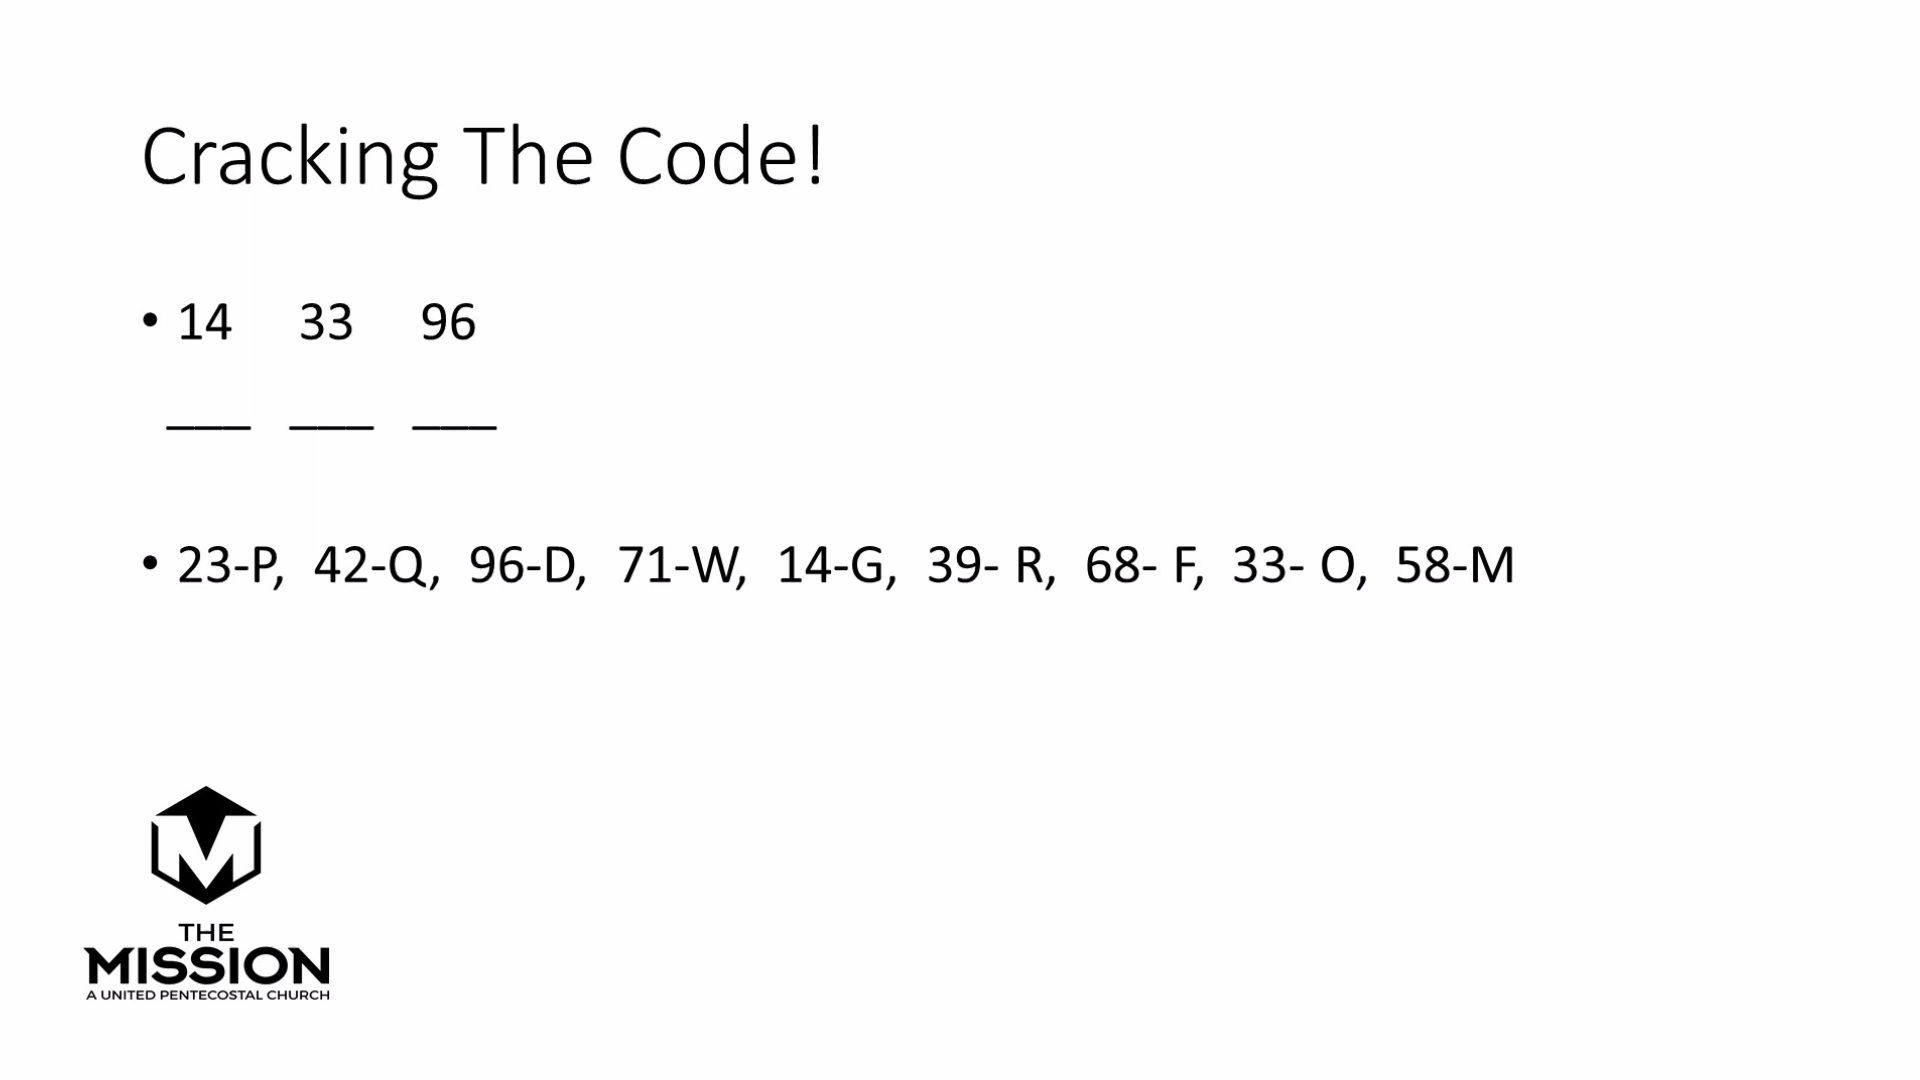 Cracking The Code!
• 14 33 96
___ ___ ___
• 23-P, 42-Q, 96-D, 71-W, 14-G, 39- R, 68- F, 33- O, 58-M
M
THE
MISSION
A UNITED PENTECOSTAL CHURCH